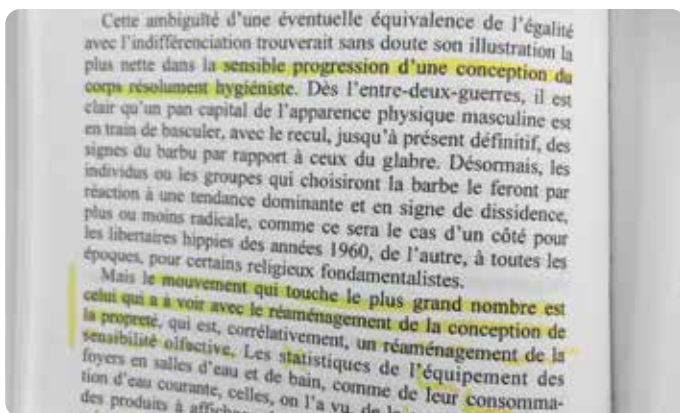 Cette ambiguïté d'une éventuelle équivalence de l'égalité
avec l'indifférenciation trouverait sans doute son illustration la
plus nette dans la sensible progression d'une conception du
corps résolument hygiéniste. Dès l'entre-deux-guerres, il est
clair qu'un pan capital de l'apparence physique masculine est
en train de basculer, avec le recul, jusqu'à présent définitif, des
signes du barbu par rapport à ceux du glabre. Désormais, les
individus ou les groupes qui choisiront la barbe le feront par
réaction à une tendance dominante et en signe de dissidence,
plus ou moins radicale, comme ce sera le cas d'un côté pour
les libertaires hippies des années 1960, de l'autre, à toutes les
époques, pour certains religieux fondamentalistes.
Mais le mouvement qui touche le plus grand nombre est
celui qui a à voir avec le réaménagement de la conception de
la propreté, qui est, corrélativement, un réaménagement de la
sensibilité olfactive. Les statistiques de l'équipement des
foyers en salles d'eau et de bain, comme de leur consomma-
tion d'eau courante, celles, on l'a vu, de la
des produits à